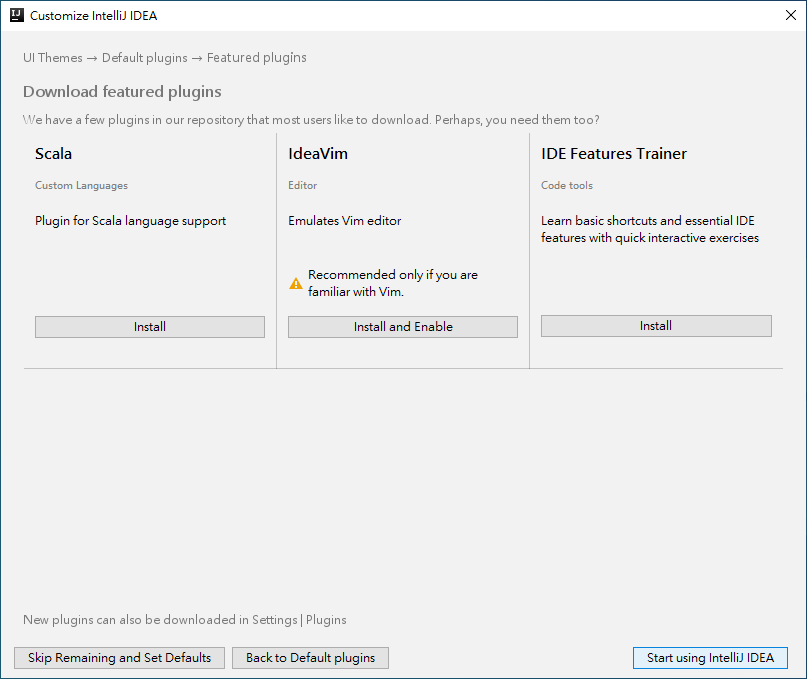 Customize IntelliJ IDEA
UI Themes → Default plugins → Featured plugins
Download featured plugins
We have a few plugins in our repository that most users like to download. Perhaps, you need them too?
Scala
Custom Languages
Plugin for Scala language support
Install
IdeaVim
Editor
Emulates Vim editor
Recommended only if you are
familiar with Vim.
Install and Enable
IDE Features Trainer
Code tools
Learn basic shortcuts and essential IDE
features with quick interactive exercises
Install
New plugins can also be downloaded in Settings | Plugins
Skip Remaining and Set Defaults
Back to Default plugins
Start using IntelliJ IDEA